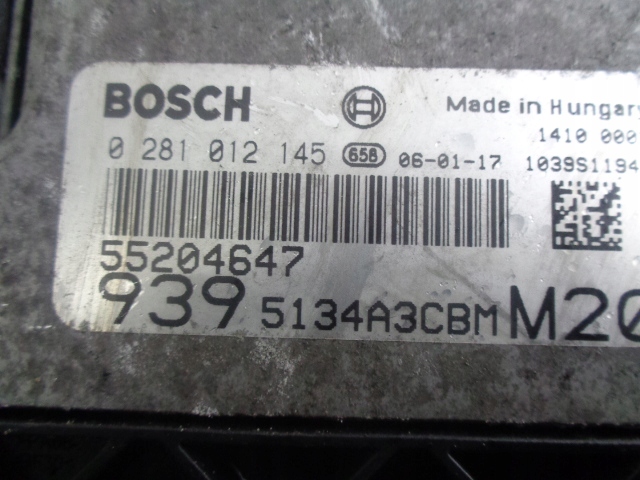 BOSCH Made in Hungary
1410 000
0 281 012 145 658 06-01-17 1039S1194
55204647
939 5134A3CBM M20